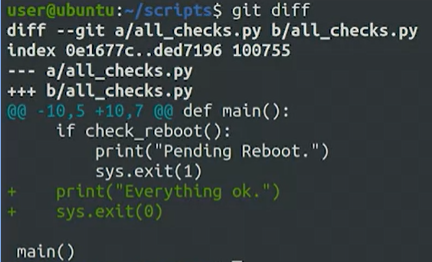 user@ubuntu:~/scripts$ git diff
diff --git a/all_checks.py b/all_checks.py
index 0e1677c..ded7196 100755
--- a/all_checks.py
+++ b/all_checks.py
@@ -10,5 +10,7 @@ def main():
     if check_reboot():
         print("Pending Reboot.")
         sys.exit(1)
+    print("Everything ok.")
+    sys.exit(0)
 main()